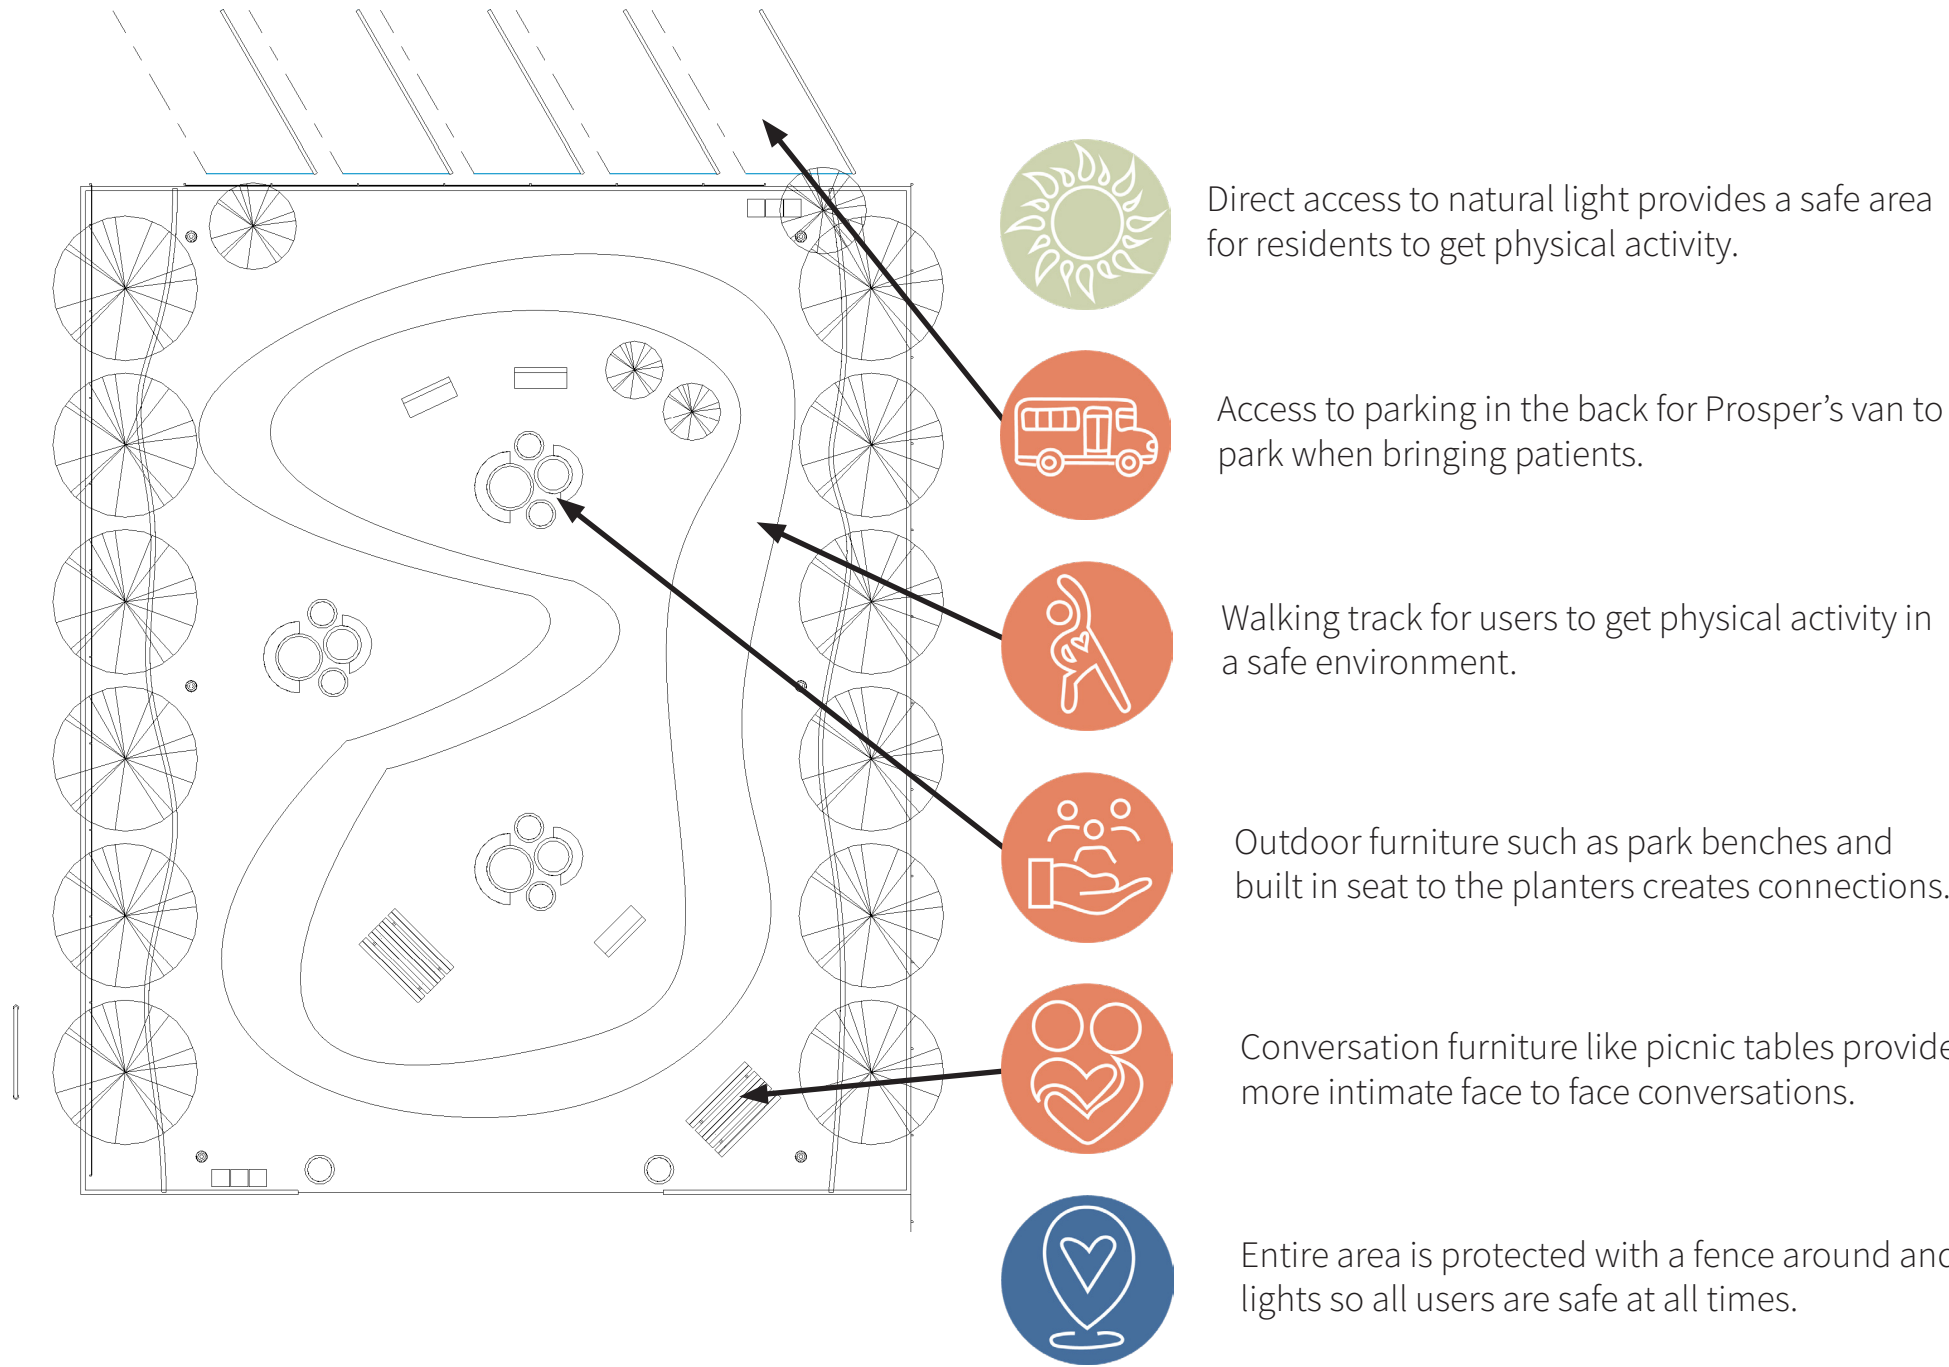 Direct access to natural light provides a safe area
for residents to get physical activity.
Access to parking in the back for Prosper’s van to
park when bringing patients.
Walking track for users to get physical activity in
a safe environment.
Outdoor furniture such as park benches and
built in seat to the planters creates connections.
Conversation furniture like picnic tables provide
more intimate face to face conversations.
Entire area is protected with a fence around and
lights so all users are safe at all times.